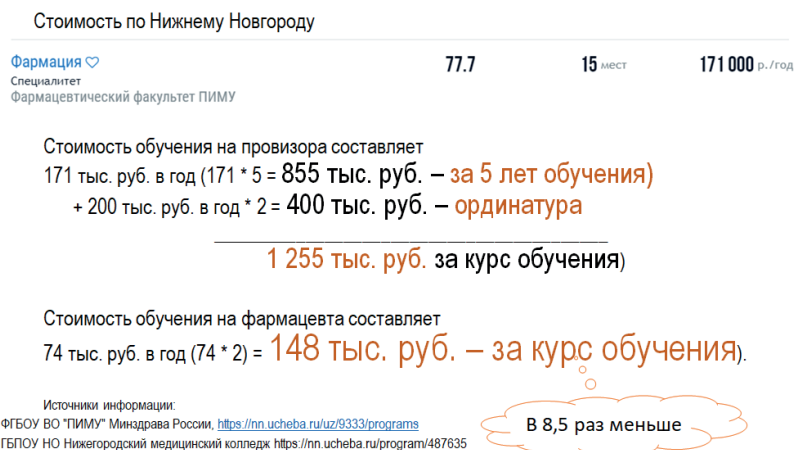 Стоимость по Нижнему Новгороду
Фармация 77.7 15 мест 171 000 р./год
Специалитет
Фармацевтический факультет ПИМУ
Стоимость обучения на провизора составляет
171 тыс. руб. в год (171 * 5 = 855 тыс. руб. – за 5 лет обучения)
+ 200 тыс. руб. в год * 2 = 400 тыс. руб. – ординатура
1 255 тыс. руб. за курс обучения)
Стоимость обучения на фармацевта составляет
74 тыс. руб. в год (74 * 2) = 148 тыс. руб. – за курс обучения).
Источники информации:
В 8,5 раз меньше
ФГБОУ ВО "ПИМУ" Минздрава России, https://nn.ucheba.ru/uz/9333/programs
ГБПОУ НО Нижегородский медицинский колледж https://nn.ucheba.ru/program/487635